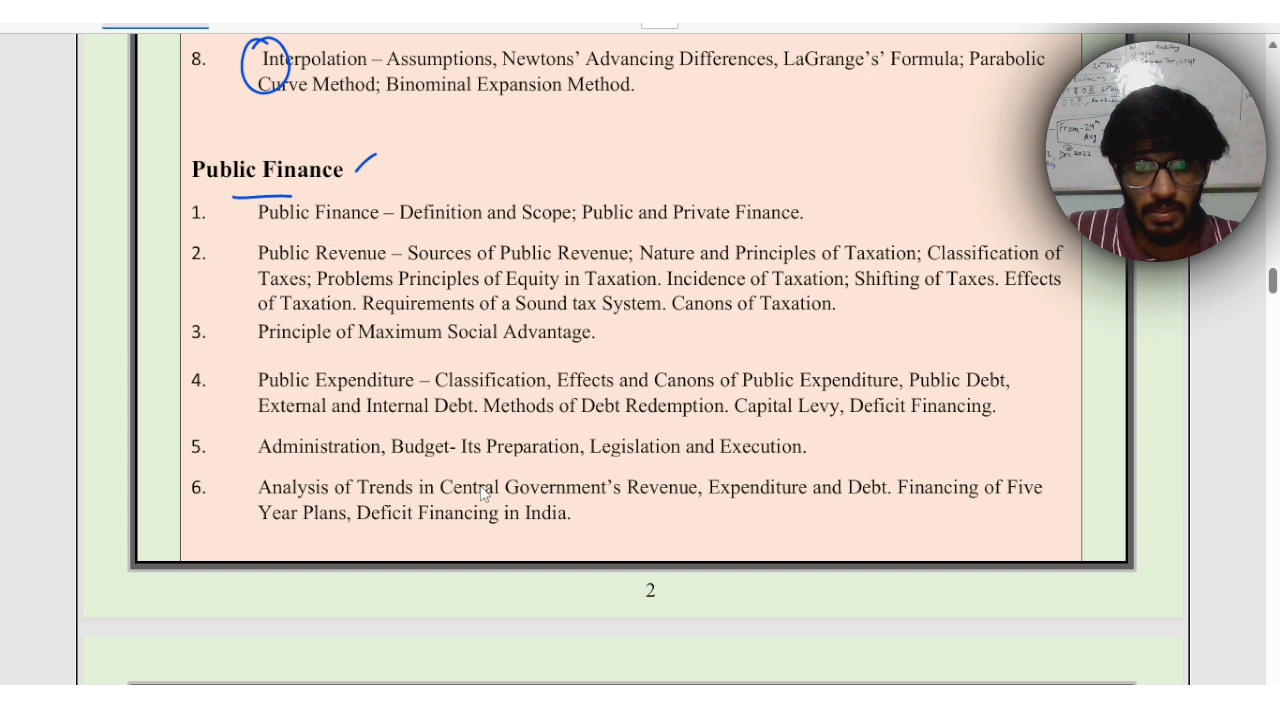 8. Interpolation – Assumptions, Newtons’ Advancing Differences, LaGrange’s’ Formula; Parabolic
Curve Method; Binominal Expansion Method.
Public Finance
1. Public Finance – Definition and Scope; Public and Private Finance.
2. Public Revenue – Sources of Public Revenue; Nature and Principles of Taxation; Classification of
Taxes; Problems Principles of Equity in Taxation. Incidence of Taxation; Shifting of Taxes. Effects
of Taxation. Requirements of a Sound tax System. Canons of Taxation.
3. Principle of Maximum Social Advantage.
4. Public Expenditure – Classification, Effects and Canons of Public Expenditure, Public Debt,
External and Internal Debt. Methods of Debt Redemption. Capital Levy, Deficit Financing.
5. Administration, Budget- Its Preparation, Legislation and Execution.
6. Analysis of Trends in Central Government’s Revenue, Expenditure and Debt. Financing of Five
Year Plans, Deficit Financing in India.
2
From-24th
Aug
Dec 2022